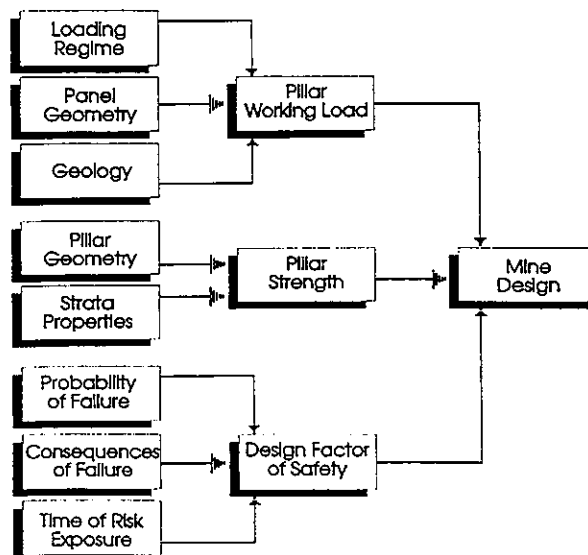 Loading
Regime
Panel
Geometry
Geology
Pillar
Working Load
Pillar
Geometry
Strata
Properties
Pillar
Strength
Mine
Design
Probability
of Failure
Consequences
of Failure
Time of Risk
Exposure
Design Factor
of Safety